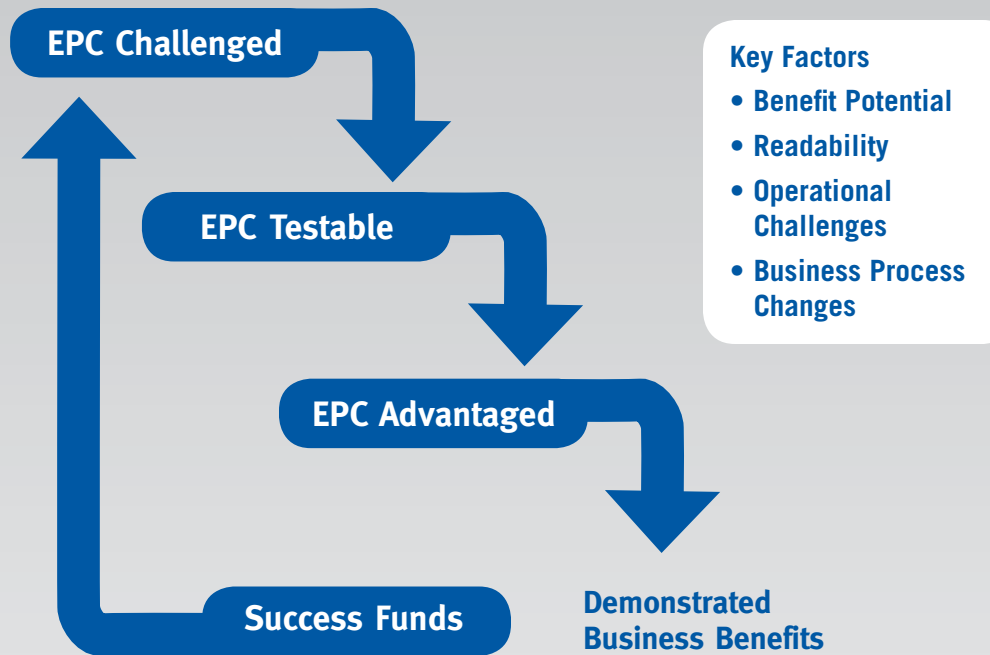 EPC Challenged
EPC Testable
EPC Advantaged
Success Funds
Demonstrated
Business Benefits
Key Factors
• Benefit Potential
• Readability
• Operational
Challenges
• Business Process
Changes